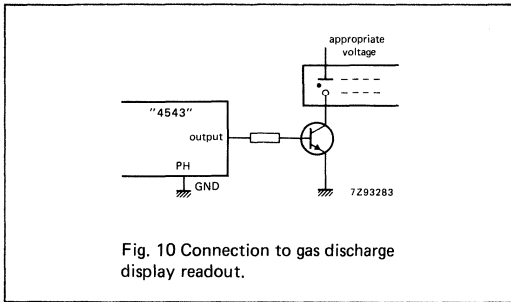 appropriate
voltage
"4543"
output
PH
GND
7Z93283
Fig. 10 Connection to gas discharge
display readout.